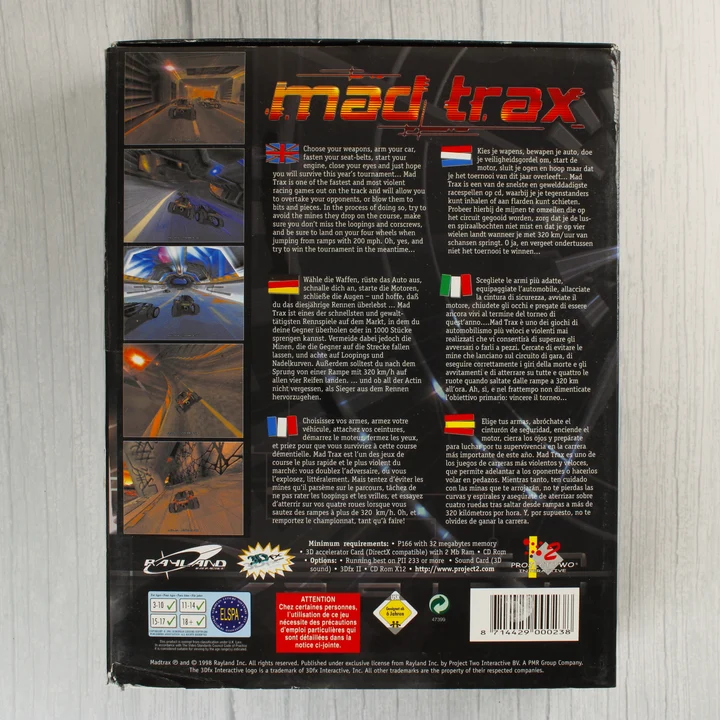 mad trax
Choose your weapons, arm your car,
fasten your seat-belts, start your
engine, close your eyes and just hope
you will survive this year's tournament... Mad
Trax is one of the fastest and most violent
racing games out on the track and will allow you
to overtake your opponents, or blow them to
bits and pieces. In the process of doing so, try to
avoid the mines they drop on the course, make
sure you don't miss the loopings and corscrews,
and be sure to land on your four wheels when
jumping from ramps with 200 mph. Oh, yes, and
try to win the tournament in the meantime...
Kies je wapens, bewapen je auto, doe
je veiligheidsgordel om, start de
motor, sluit je ogen en hoop maar dat
je het toernooi van dit jaar overleeft... Mad
Trax is een van de snelste en gewelddadigste
racespellen op cd, waarbij je je tegenstanders
kunt inhalen of aan flarden kunt schieten.
Probeer hierbij de mijnen te omzeilen die op
het circuit gegooid worden, zorg dat je de lus-
en spiraalbochten niet mist en dat je op vier
wielen landt wanneer je met 320 km/uur van
schansen springt. O ja, en vergeet ondertussen
niet het toernooi te winnen...
Wähle die Waffen, rüste das Auto aus,
schnalle dich an, starte die Motoren,
schließe die Augen – und hoffe, daß
du das diesjährige Rennen überlebst ... Mad
Trax ist eines der schnellsten und gewalt-
tätigsten Rennspiele auf dem Markt, in dem du
deine Gegner überholen oder in 1000 Stücke
sprengen kannst. Vermeide dabei jedoch die
Minen, die die Gegner auf die Strecke fallen
lassen, und achte auf Loopings und
Nadelkurven. Außerdem solltest du nach dem
Sprung von einer Rampe mit 320 km/h auf
allen vier Reifen landen. ... und ob all der Actin
nicht vergessen, als Sieger aus dem Rennen
hervorzugehen.
Scegliete le armi più adatte,
equipaggiate l'automobile, allacciate
la cintura di sicurezza, avviate il
motore, chiudete gli occhi e pregate di essere
ancora vivi al termine del torneo di
quest'anno....Mad Trax è uno dei giochi di
automobilismo più veloci e violenti mai
realizzati che vi consentirà di superare gli
avversari o farli a pezzi. Cercate di evitare le
mine che lanciano sul circuito di gara, di
eseguire correttamente i giri della morte e gli
avvitamenti e di atterrare su tutte e quattro le
ruote quando saltate dalle rampe a 320 km
all'ora. Ah, sì, e nel frattempo non dimenticate
l'obiettivo primario: vincere il torneo...
Choisissez vos armes, armez votre
véhicule, attachez vos ceintures,
démarrez le moteur, fermez les yeux,
et priez pour que vous surviviez à cette course
démentielle. Mad Trax est l'un des jeux de
course le plus rapide et le plus violent du
marché: vous doublez l'adversaire, ou vous
l'explosez, littéralement. Mais tentez d'éviter les
mines qu'il parsème sur le parcours, tâchez de
ne pas rater les loopings et les vrilles, et essayez
d'atterrir sur vos quatre roues lorsque vous
sautez des rampes à plus de 320 km/h. Oh, et
remportez le championnat, tant qu'à faire!
Elige tus armas, abróchate el
cinturón de seguridad, enciende el
motor, cierra los ojos y prepárate
para luchar por tu supervivencia en la carrera
más importante de este año. Mad Trax es uno de
los juegos de carreras más violentos y veloces,
que permite adelantar a los oponentes o hacerlos
volar en pedazos. Mientras tanto, ten cuidado
con las minas que te arrojarán, no te pierdas las
curvas y espirales y asegúrate de aterrizar sobre
cuatro ruedas tras saltar desde rampas a más de
320 kilómetros por hora. Y, por supuesto, no te
olvides de ganar la carrera.
RAYLAND
3Dfx
Minimum requirements: • P166 with 32 megabytes memory
• 3D accelerator Card (DirectX compatible) with 2 Mb Ram • CD Rom
• Options: • Running best on PII 233 or more • Sound Card (3D
sound) • 3Dfx II • CD Rom X12 • http://www.project2.com
PROJECT TWO
INTERACTIVE
3-10 11-14
15-17 18+
ELSPA
ATTENTION
Chez certaines personnes,
l'utilisation de ce jeu
nécessite des précautions
d'emploi particulières qui
sont détaillées dans la
notice ci-jointe.
Geeignet ab
6 Jahren
47399
8 714429 000238
Madtrax ℗ and © 1998 Rayland Inc. All rights reserved. Published under exclusive license from Rayland Inc. by Project Two Interactive BV, A PMR Group Company.
The 3Dfx Interactive, logo is a trademark of 3Dfx Interactive, Inc. All other trademarks are the property of their respected companies.